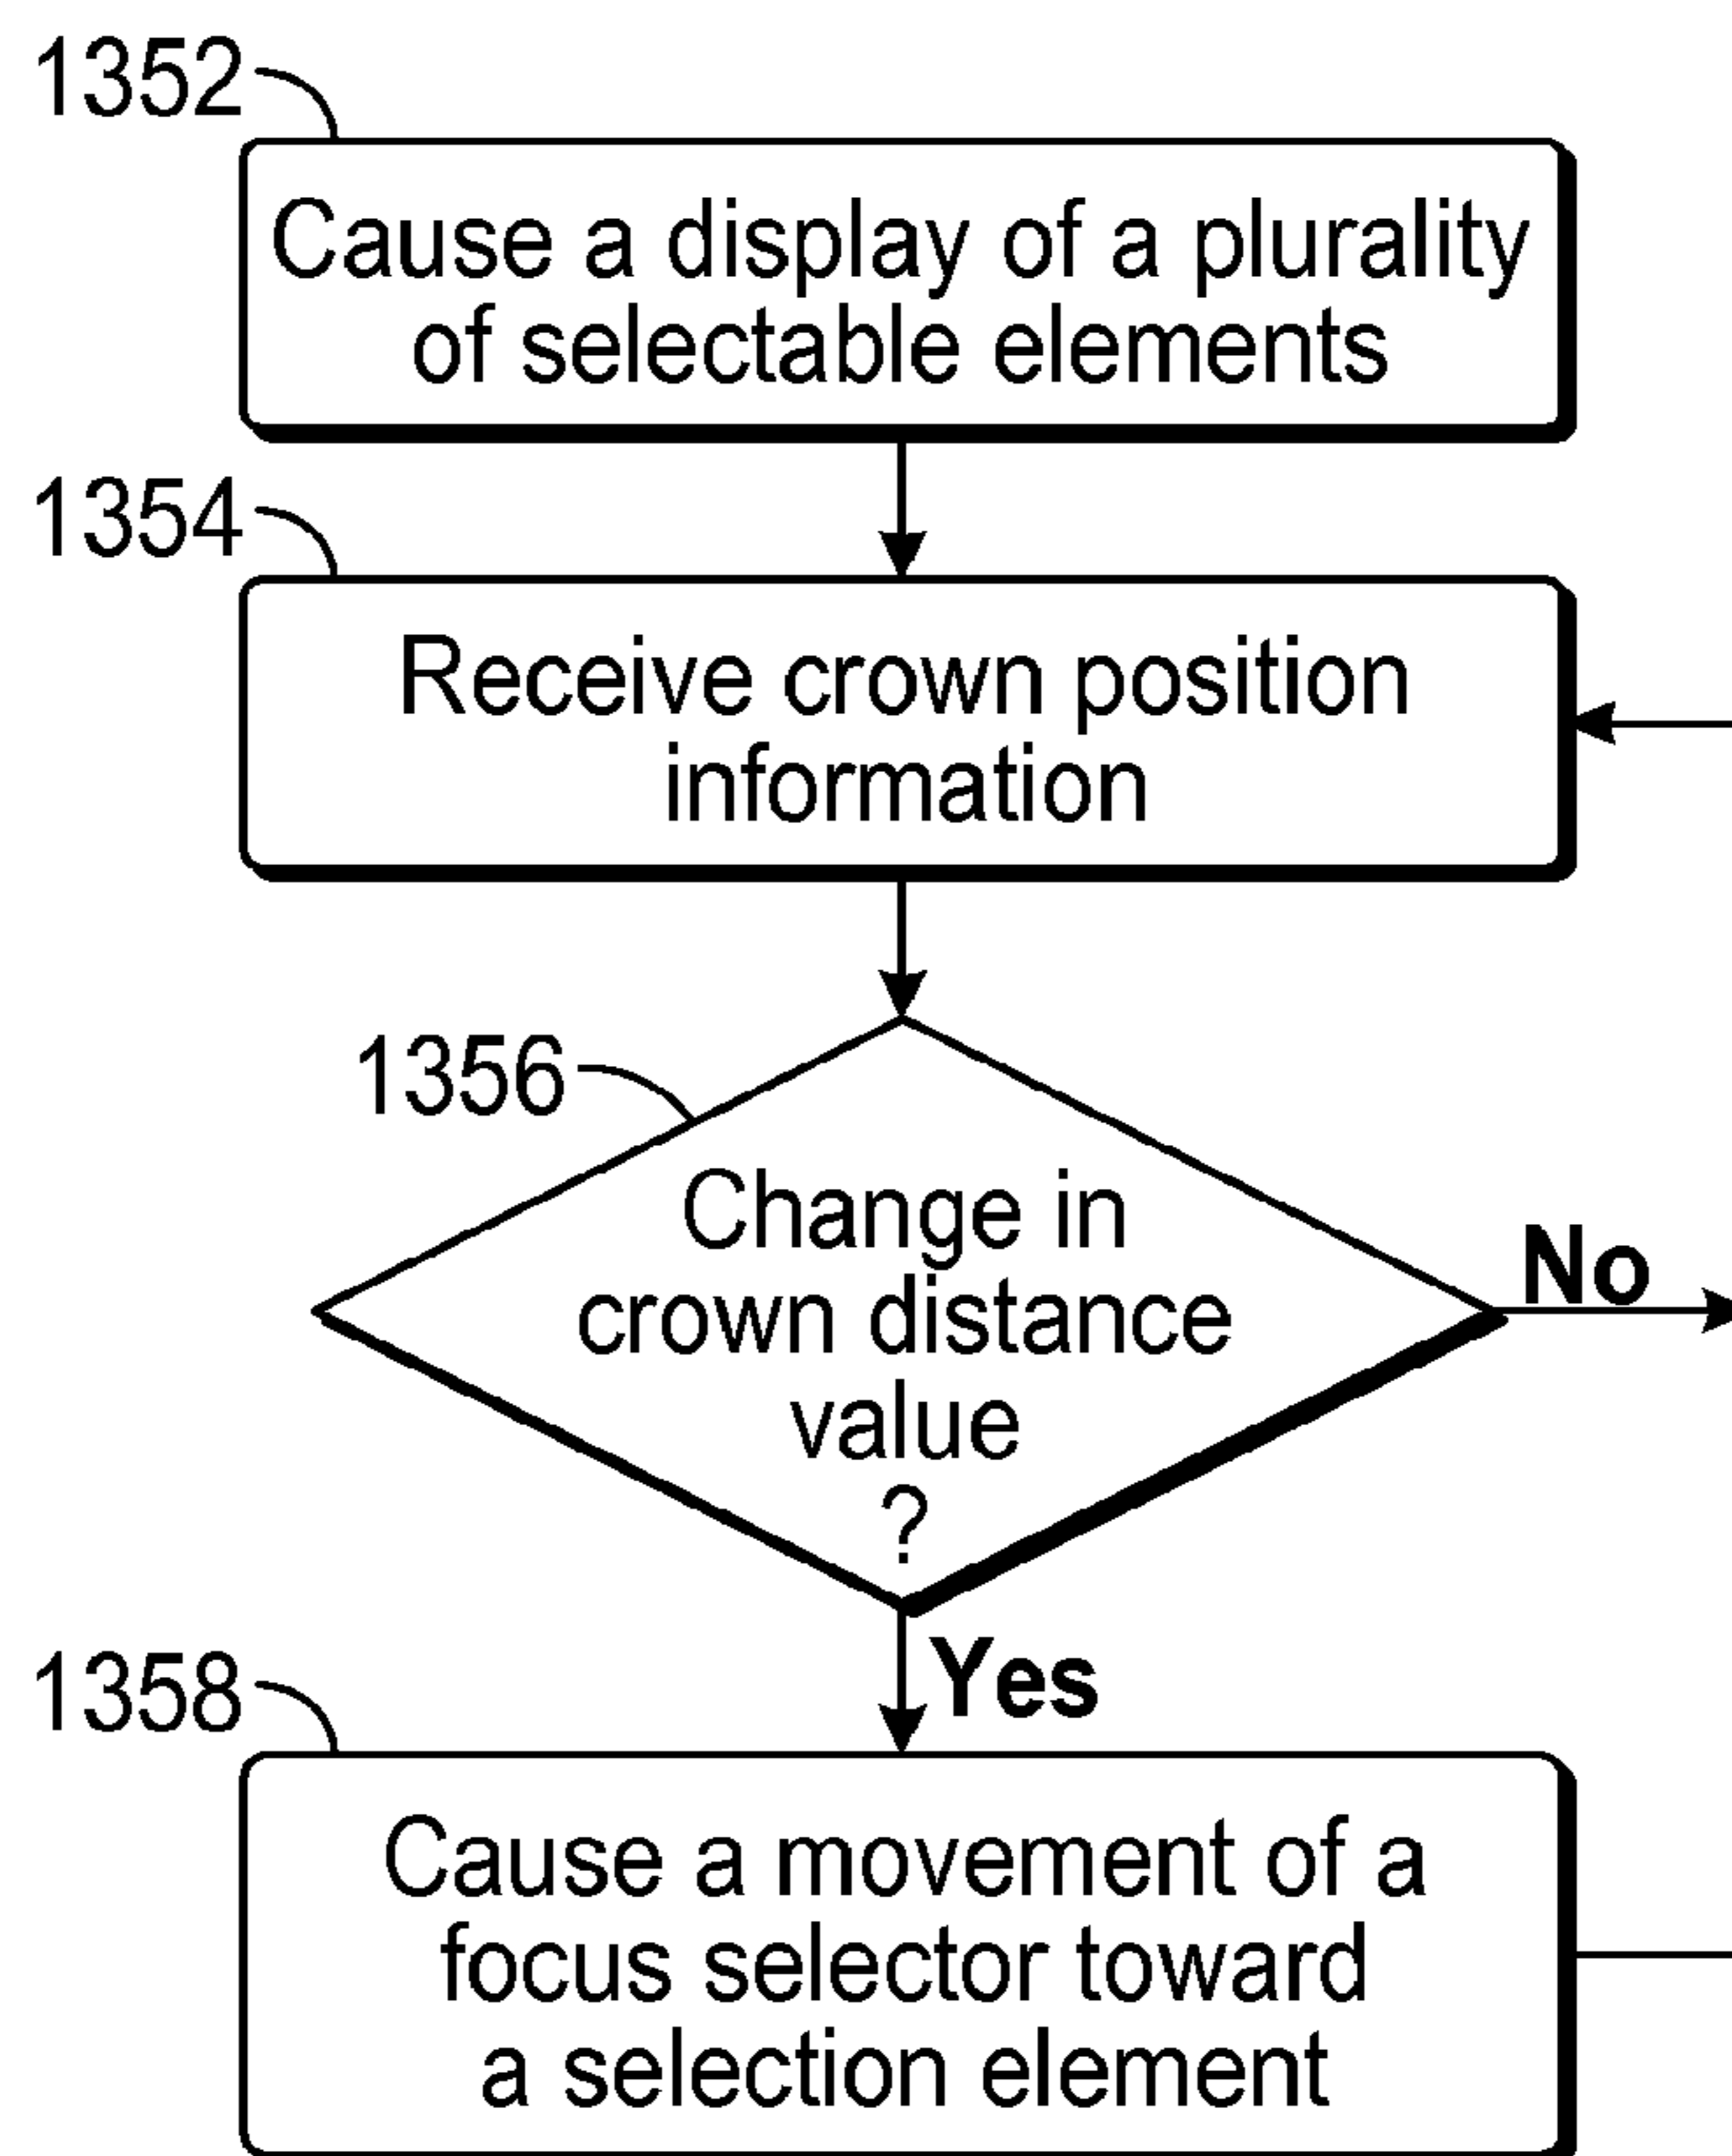 1352
Cause a display of a plurality
of selectable elements
1354
Receive crown position
information
1356
Change in
crown distance
value
?
No
Yes
1358
Cause a movement of a
focus selector toward
a selection element